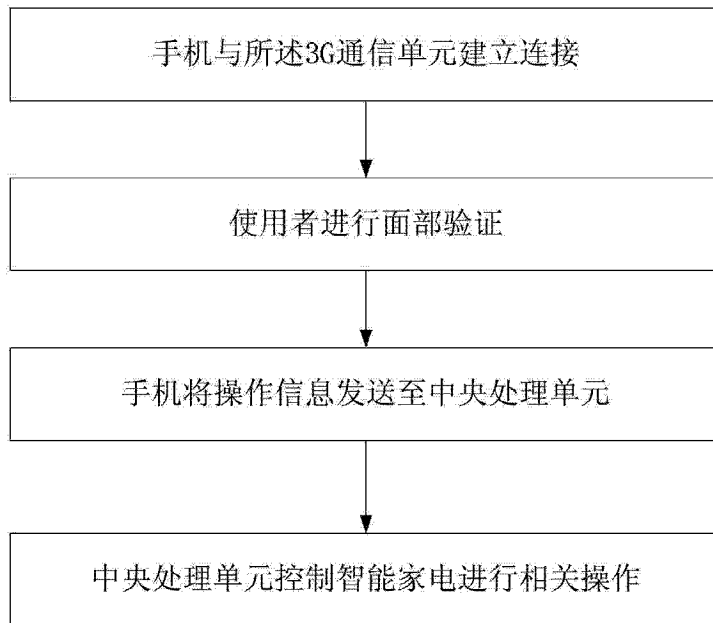 手机与所述3G通信单元建立连接
使用者进行面部验证
手机将操作信息发送至中央处理单元
中央处理单元控制智能家电进行相关操作